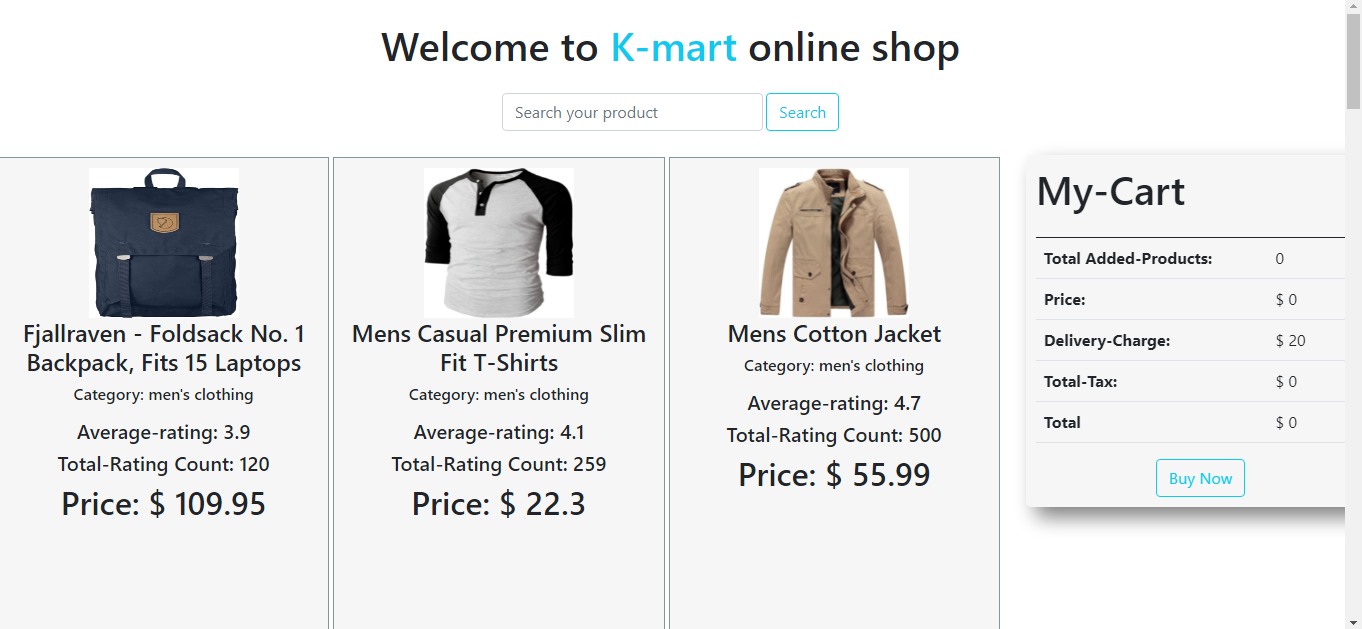 Welcome to K-mart online shop
Search your product
Search
Fjallraven - Foldsack No. 1
Backpack, Fits 15 Laptops
Category: men's clothing
Average-rating: 3.9
Total-Rating Count: 120
Price: $ 109.95
Mens Casual Premium Slim
Fit T-Shirts
Category: men's clothing
Average-rating: 4.1
Total-Rating Count: 259
Price: $ 22.3
Mens Cotton Jacket
Category: men's clothing
Average-rating: 4.7
Total-Rating Count: 500
Price: $ 55.99
My-Cart
Total Added-Products: 0
Price: $ 0
Delivery-Charge: $ 20
Total-Tax: $ 0
Total $ 0
Buy Now